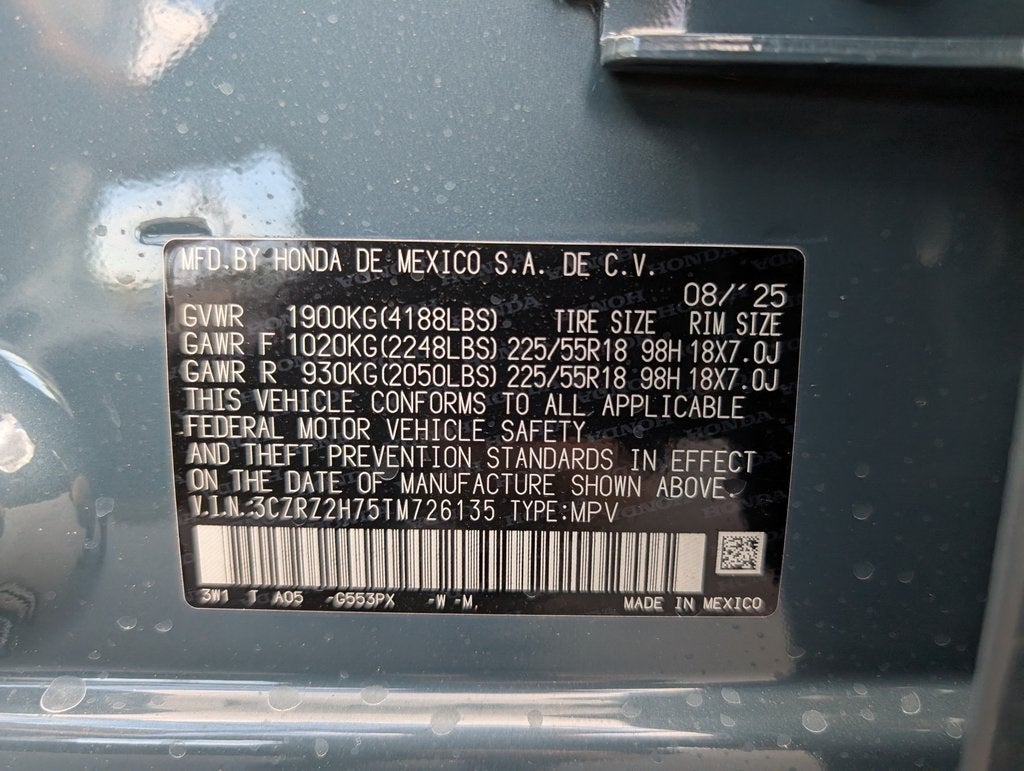 MFD. BY HONDA DE MEXICO S.A. DE C.V.
08/'25
GVWR 1900KG(4188LBS) TIRE SIZE RIM SIZE
GAWR F 1020KG(2248LBS) 225/55R18 98H 18X7.0J
GAWR R 930KG(2050LBS) 225/55R18 98H 18X7.0J
THIS VEHICLE CONFORMS TO ALL APPLICABLE
FEDERAL MOTOR VEHICLE SAFETY
AND THEFT PREVENTION STANDARDS IN EFFECT
ON THE DATE OF MANUFACTURE SHOWN ABOVE.
V.I.N. 3CZRZ2H75TM726135 TYPE:MPV
3W1 T A05 -G553PX -W -M, MADE IN MEXICO